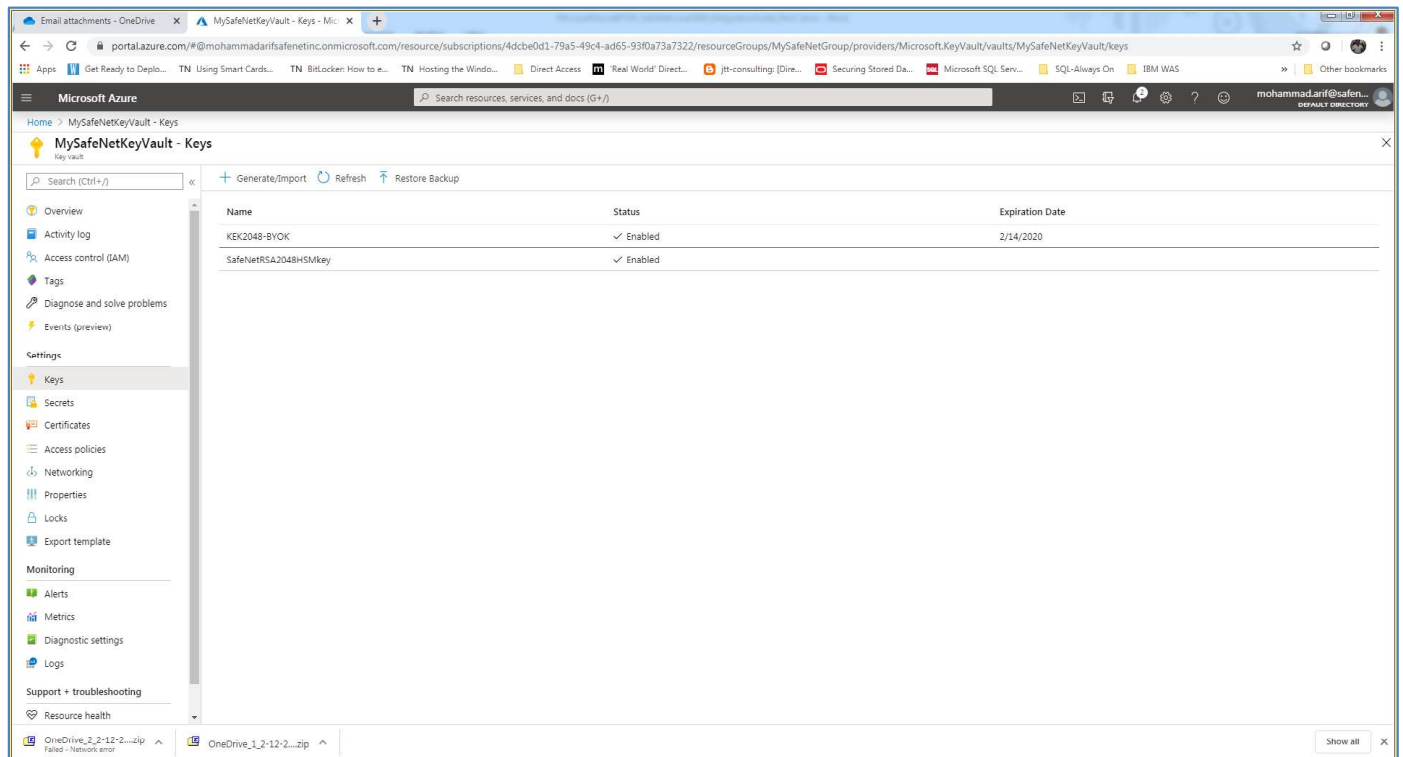 Email attachments - OneDrive
MySafeNetKeyVault - Keys - Mic
portal.azure.com/#@mohammadarifsafenetinc.onmicrosoft.com/resource/subscriptions/4dcbe0d1-79a5-49c4-ad65-93f0a73a7322/resourceGroups/MySafeNetGroup/providers/Microsoft.KeyVault/vaults/MySafeNetKeyVault/keys
Apps Get Ready to Deplo... TN Using Smart Cards... TN BitLocker: How to e... TN Hosting the Windo... Direct Access m 'Real World' Direct... jtt-consulting: [Dire... Securing Stored Da... SQL Microsoft SQL Serv... SQL-Always On IBM WAS » Other bookmarks
Microsoft Azure
Search resources, services, and docs (G+/)
2
mohammad.arif@safen...
DEFAULT DIRECTORY
Home > MySafeNetKeyVault - Keys
MySafeNetKeyVault - Keys
Key vault
Search (Ctrl+/) «
+ Generate/Import Refresh Restore Backup
Overview
Activity log
Access control (IAM)
Tags
Diagnose and solve problems
Events (preview)
Settings
Keys
Secrets
Certificates
Access policies
Networking
Properties
Locks
Export template
Monitoring
Alerts
Metrics
Diagnostic settings
Logs
Support + troubleshooting
Resource health
Name Status Expiration Date
KEK2048-BYOK ✓ Enabled 2/14/2020
SafeNetRSA2048HSMkey ✓ Enabled
OneDrive_2_2-12-2....zip
Failed - Network error
OneDrive_1_2-12-2....zip
Show all